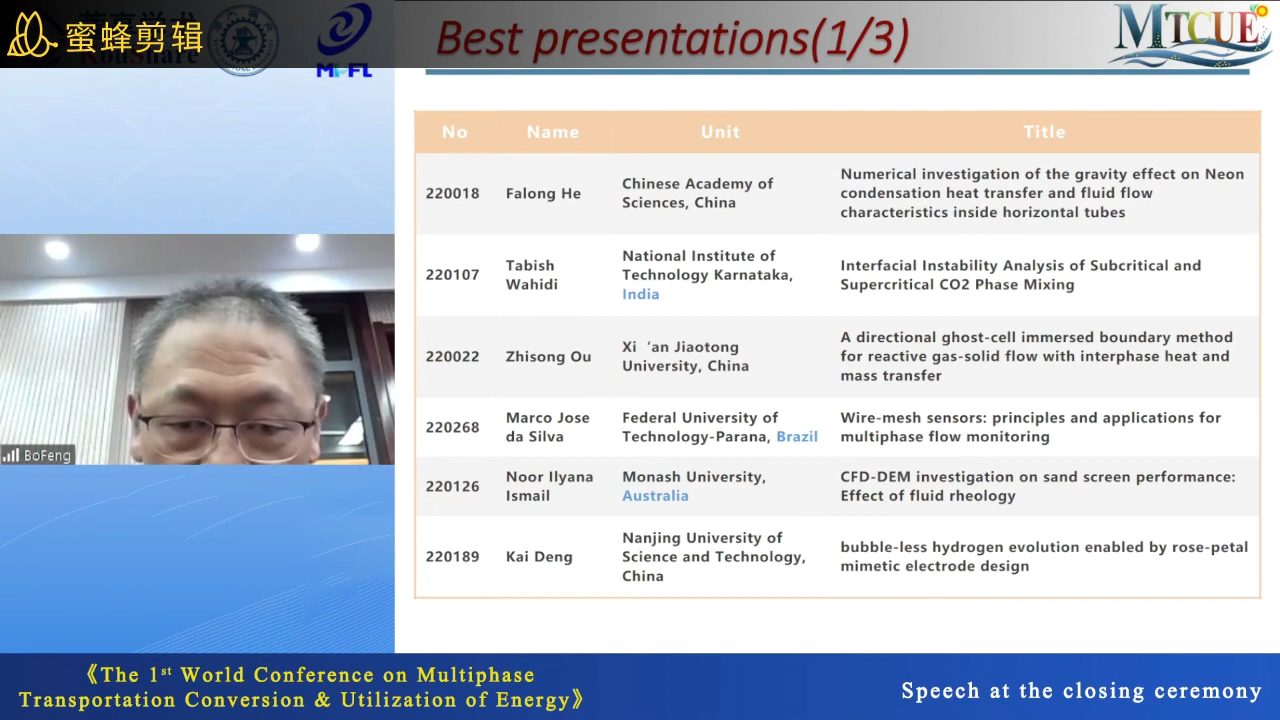 蜜蜂剪辑
KouShare
MPFL
Best presentations(1/3)
MTCUE
No Name Unit Title
220018 Falong He Chinese Academy of Sciences, China Numerical investigation of the gravity effect on Neon condensation heat transfer and fluid flow characteristics inside horizontal tubes
220107 Tabish Wahidi National Institute of Technology Karnataka, India Interfacial Instability Analysis of Subcritical and Supercritical CO2 Phase Mixing
220022 Zhisong Ou Xi‘an Jiaotong University, China A directional ghost-cell immersed boundary method for reactive gas-solid flow with interphase heat and mass transfer
220268 Marco Jose da Silva Federal University of Technology-Parana, Brazil Wire-mesh sensors: principles and applications for multiphase flow monitoring
220126 Noor Ilyana Ismail Monash University, Australia CFD-DEM investigation on sand screen performance: Effect of fluid rheology
220189 Kai Deng Nanjing University of Science and Technology, China bubble-less hydrogen evolution enabled by rose-petal mimetic electrode design
BoFeng
《The 1st World Conference on Multiphase
Transportation Conversion & Utilization of Energy》
Speech at the closing ceremony